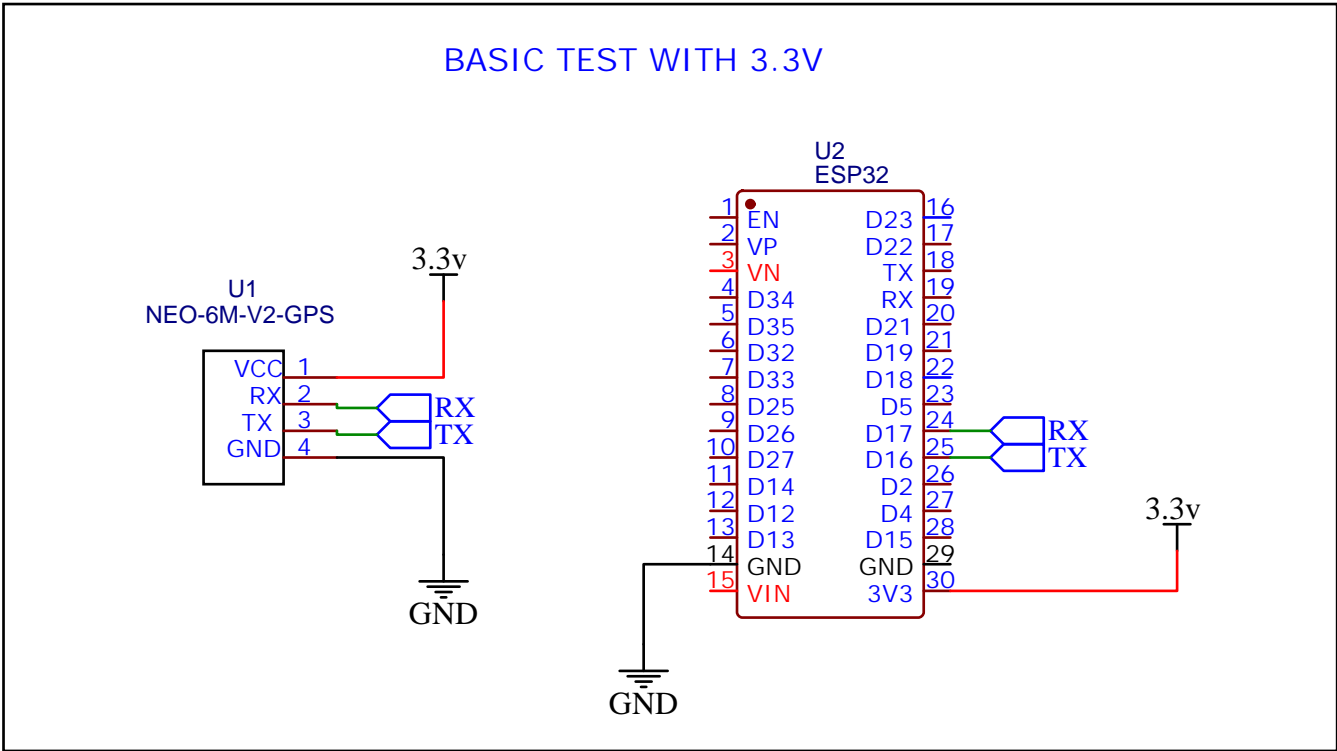 BASIC TEST WITH 3.3V
U1
NEO-6M-V2-GPS
3.3v
VCC 1
RX 2 RX
TX 3 TX
GND 4
GND
U2
ESP32
1 EN D23 16
2 VP D22 17
3 VN TX 18
4 D34 RX 19
5 D35 D21 20
6 D32 D19 21
7 D33 D18 22
8 D25 D5 23
9 D26 D17 24 RX
10 D27 D16 25 TX
11 D14 D2 26
12 D12 D4 27
13 D13 D15 28
14 GND GND 29
15 VIN 3V3 30
3.3v
GND